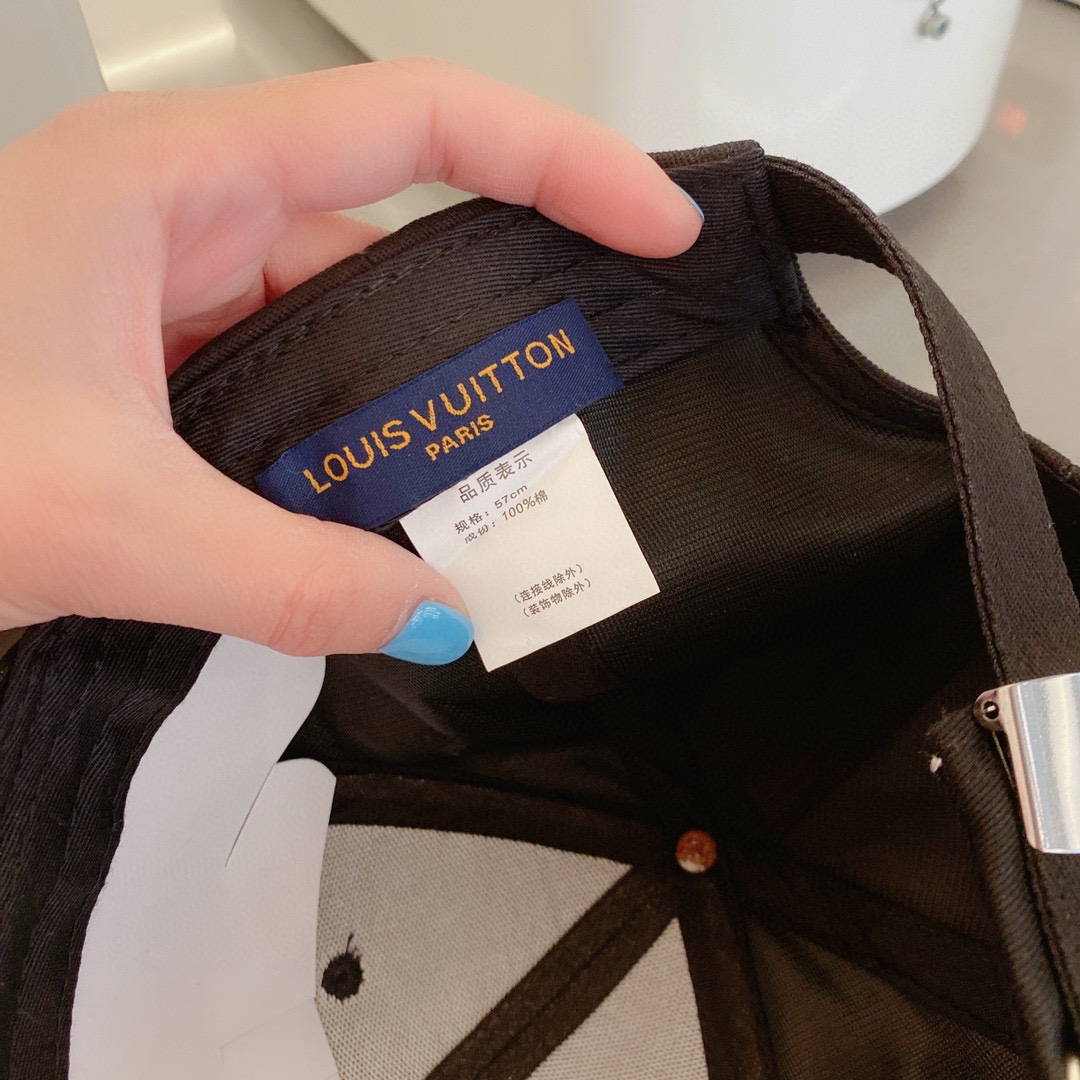 LOUIS VUITTON
PARIS
品质表示
规格：57cm
成份：100%棉
（连接线除外）
（装饰物除外）